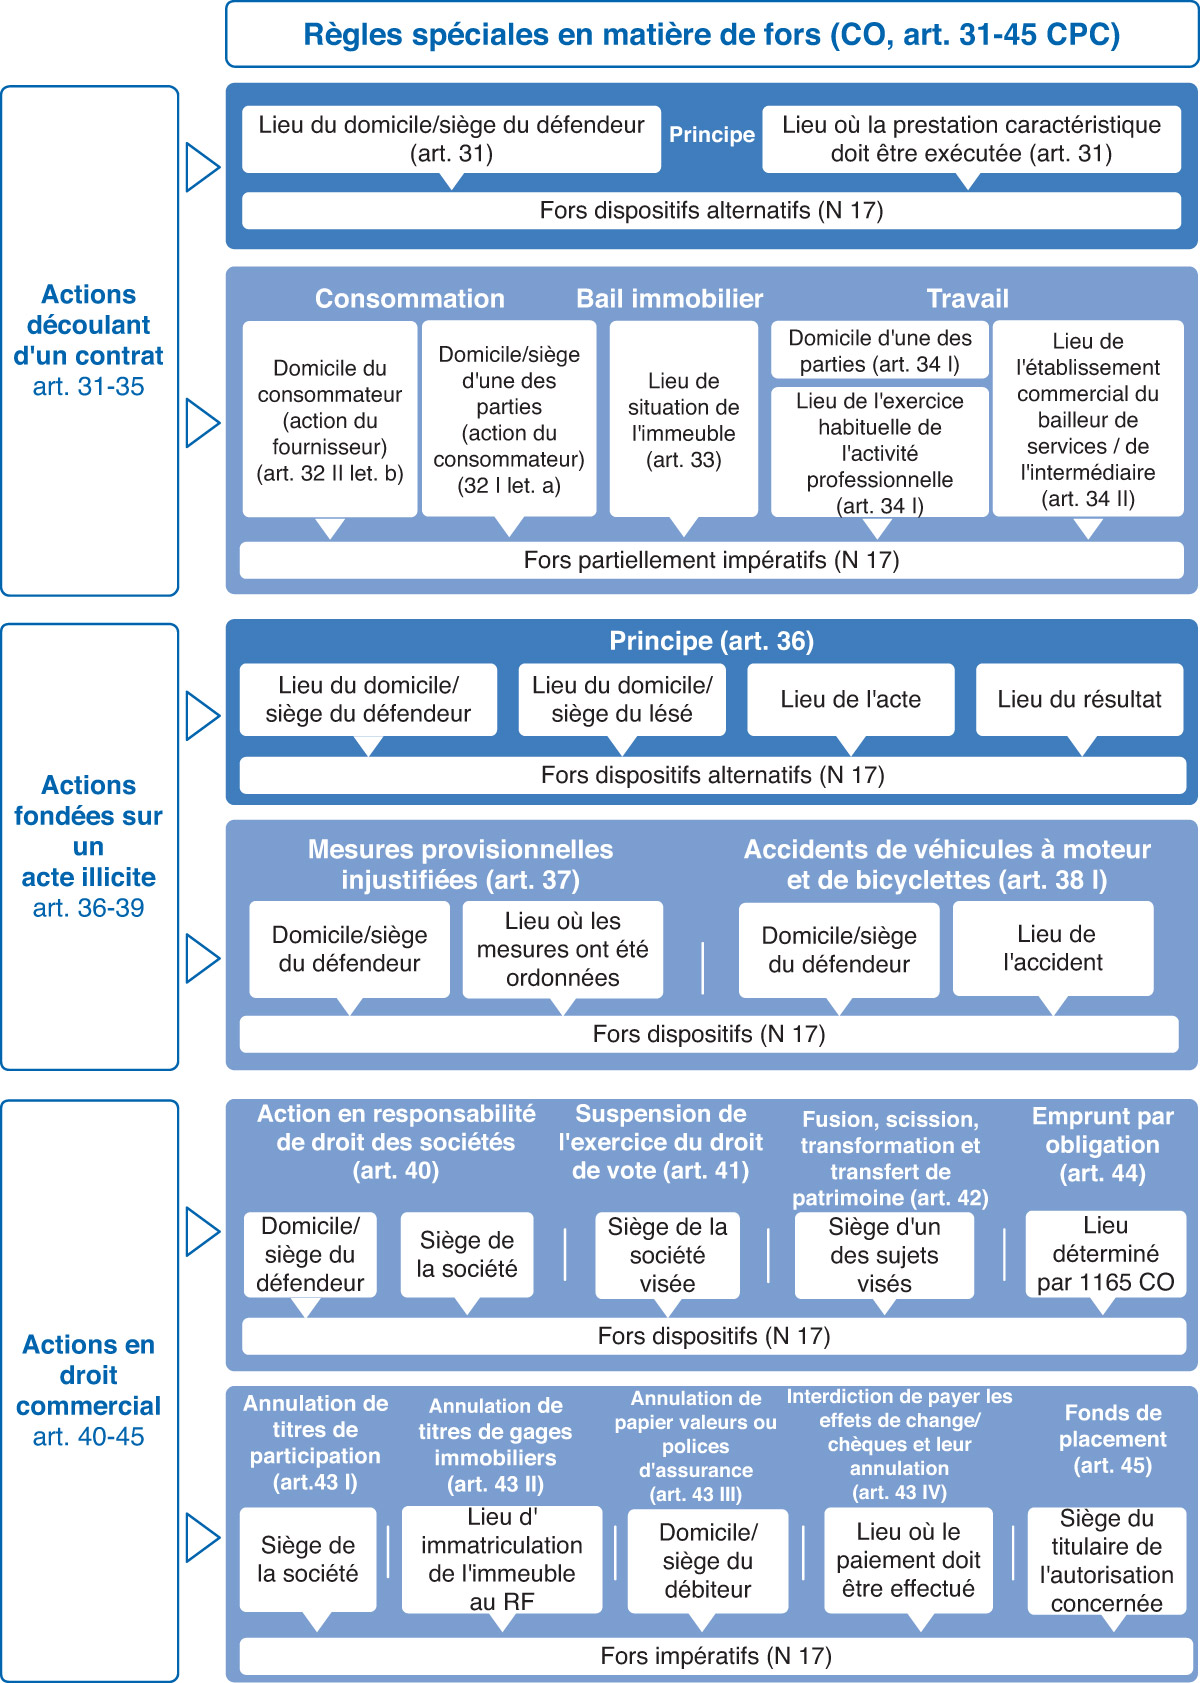 Règles spéciales en matière de fors (CO, art. 31-45 CPC)
Actions
découlant
d'un contrat
art. 31-35
Lieu du domicile/siège du défendeur
(art. 31)
Principe
Lieu où la prestation caractéristique
doit être exécutée (art. 31)
Fors dispositifs alternatifs (N 17)
Consommation
Domicile du
consommateur
(action du
fournisseur)
(art. 32 II let. b)
Domicile/siège
d'une des
parties
(action du
consommateur)
(32 I let. a)
Bail immobilier
Lieu de
situation de
l'immeuble
(art. 33)
Travail
Domicile d'une des
parties (art. 34 I)
Lieu de l'exercice
habituelle de
l'activité
professionnelle
(art. 34 I)
Lieu de
l'établissement
commercial du
bailleur de
services / de
l'intermédiaire
(art. 34 II)
Fors partiellement impératifs (N 17)
Actions
fondées sur
un
acte illicite
art. 36-39
Principe (art. 36)
Lieu du domicile/
siège du défendeur
Lieu du domicile/
siège du lésé
Lieu de l'acte
Lieu du résultat
Fors dispositifs alternatifs (N 17)
Mesures provisionnelles
injustifiées (art. 37)
Domicile/siège
du défendeur
Lieu où les
mesures ont été
ordonnées
Accidents de véhicules à moteur
et de bicyclettes (art. 38 I)
Domicile/siège
du défendeur
Lieu de
l'accident
Fors dispositifs (N 17)
Actions en
droit
commercial
art. 40-45
Action en responsabilité
de droit des sociétés
(art. 40)
Domicile/
siège du
défendeur
Siège de
la société
Suspension de
l'exercice du droit
de vote (art. 41)
Siège de la
société
visée
Fusion, scission,
transformation et
transfert de
patrimoine (art. 42)
Siège d'un
des sujets
visés
Emprunt par
obligation
(art. 44)
Lieu
déterminé
par 1165 CO
Fors dispositifs (N 17)
Annulation de
titres de
participation
(art.43 I)
Siège de
la société
Annulation de
titres de gages
immobiliers
(art. 43 II)
Lieu d'
immatriculation
de l'immeuble
au RF
Annulation de
papier valeurs ou
polices
d'assurance
(art. 43 III)
Domicile/
siège du
débiteur
Interdiction de payer les
effets de change/
chèques et leur
annulation
(art. 43 IV)
Lieu où le
paiement doit
être effectué
Fonds de
placement
(art. 45)
Siège du
titulaire de
l'autorisation
concernée
Fors impératifs (N 17)